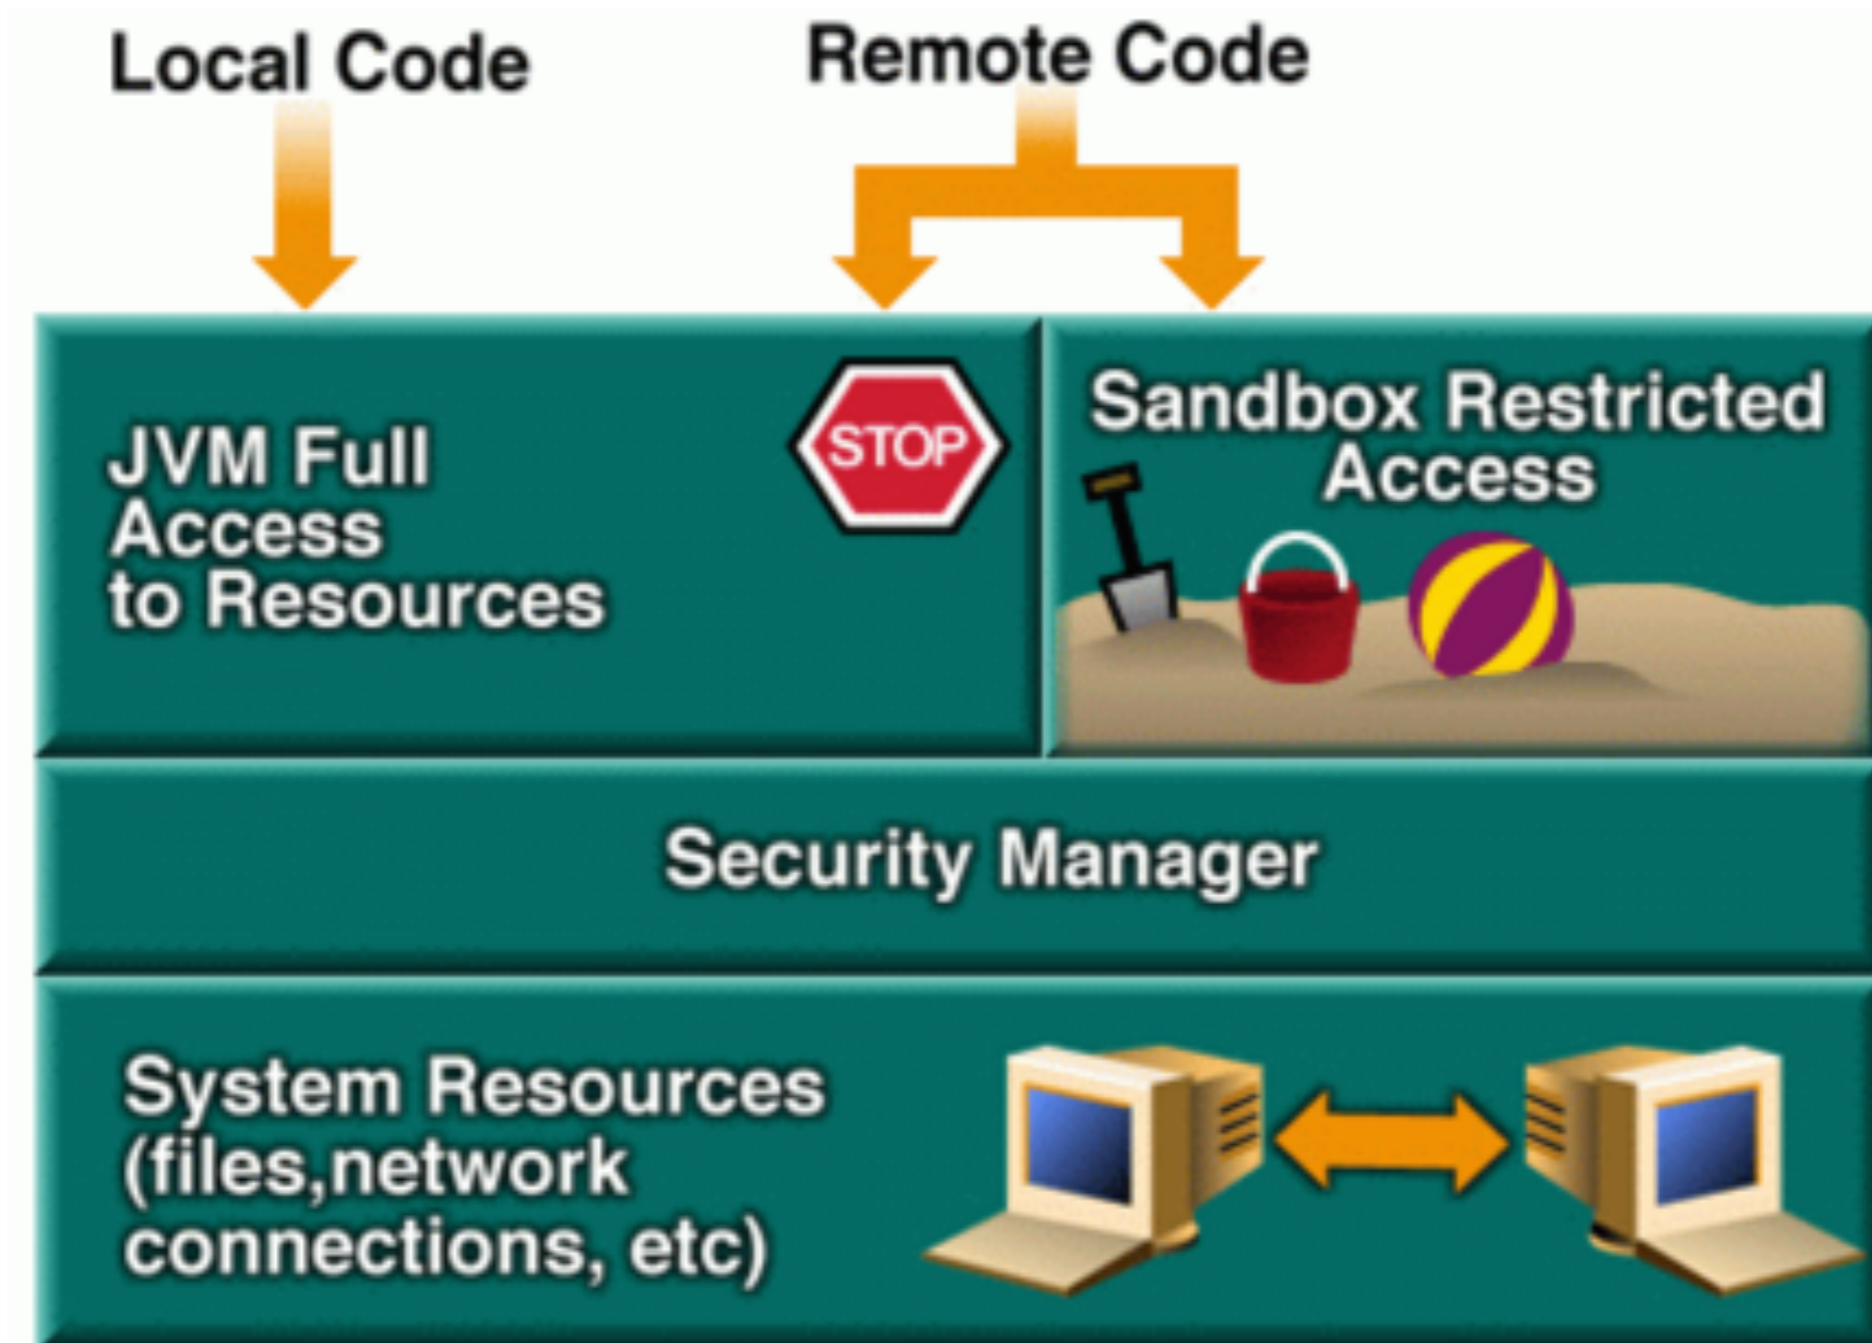 Local Code
Remote Code
JVM Full
Access
to Resources
STOP
Sandbox Restricted
Access
Security Manager
System Resources
(files,network
connections, etc)